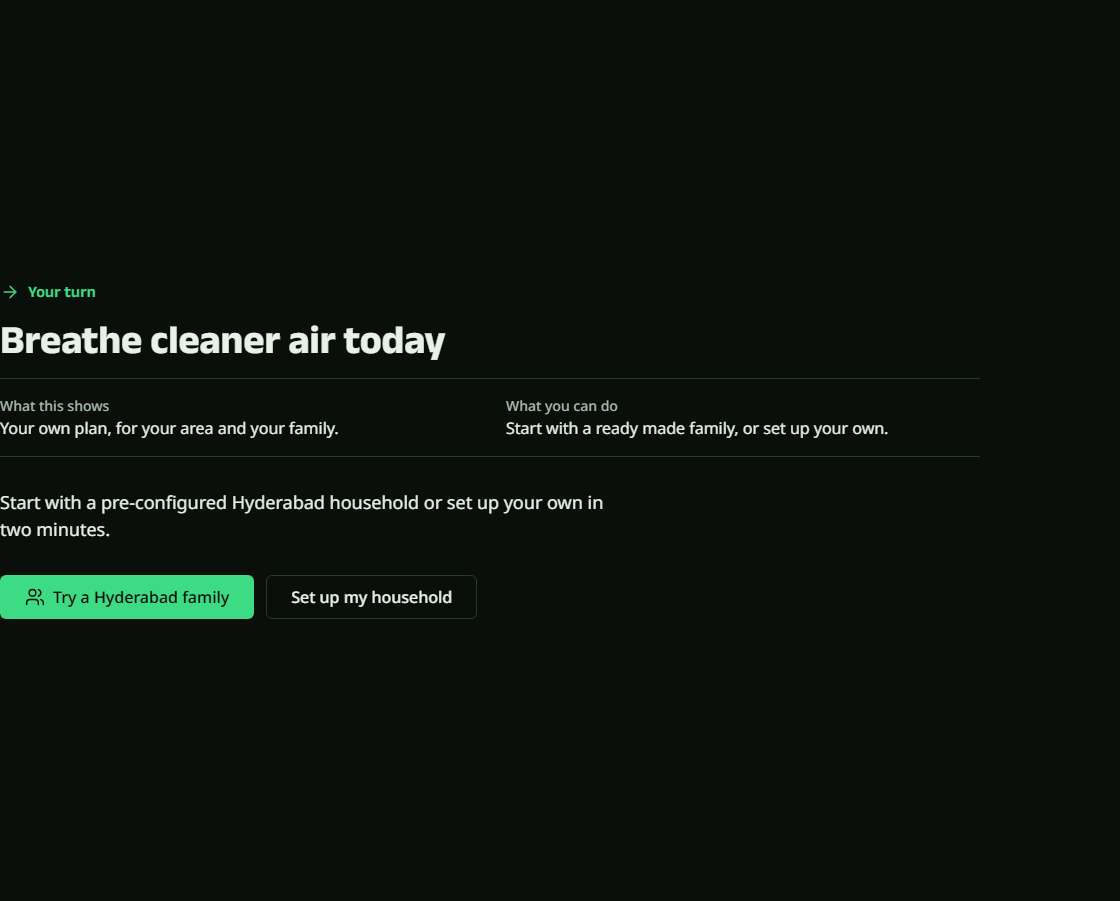 Your turn
Breathe cleaner air today
What this shows
Your own plan, for your area and your family.
What you can do
Start with a ready made family, or set up your own.
Start with a pre-configured Hyderabad household or set up your own in
two minutes.
Try a Hyderabad family
Set up my household